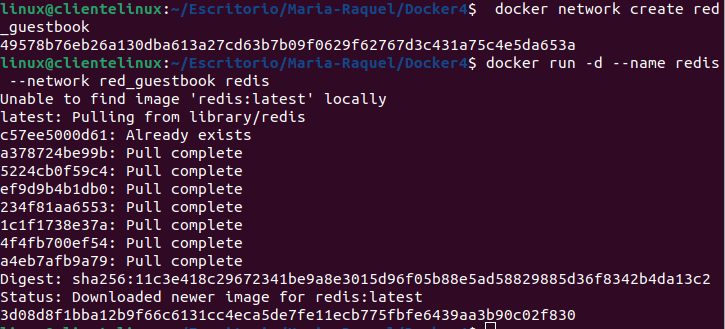 linux@clientelinux:~/Escritorio/Maria-Raquel/Docker4$  docker network create red
_guestbook
49578b76eb26a130dba613a27cd63b7b09f0629f62767d3c431a75c4e5da653a
linux@clientelinux:~/Escritorio/Maria-Raquel/Docker4$ docker run -d --name redis
 --network red_guestbook redis
Unable to find image 'redis:latest' locally
latest: Pulling from library/redis
c57ee5000d61: Already exists
a378724be99b: Pull complete
5224cb0f59c4: Pull complete
ef9d9b4b1db0: Pull complete
234f81aa6553: Pull complete
1c1f1738e37a: Pull complete
4f4fb700ef54: Pull complete
a4eb7afb9a79: Pull complete
Digest: sha256:11c3e418c29672341be9a8e3015d96f05b88e5ad58829885d36f8342b4da13c2
Status: Downloaded newer image for redis:latest
3d08d8f1bba12b9f66c6131cc4eca5de7fe11ecb775fbfe6439aa3b90c02f830